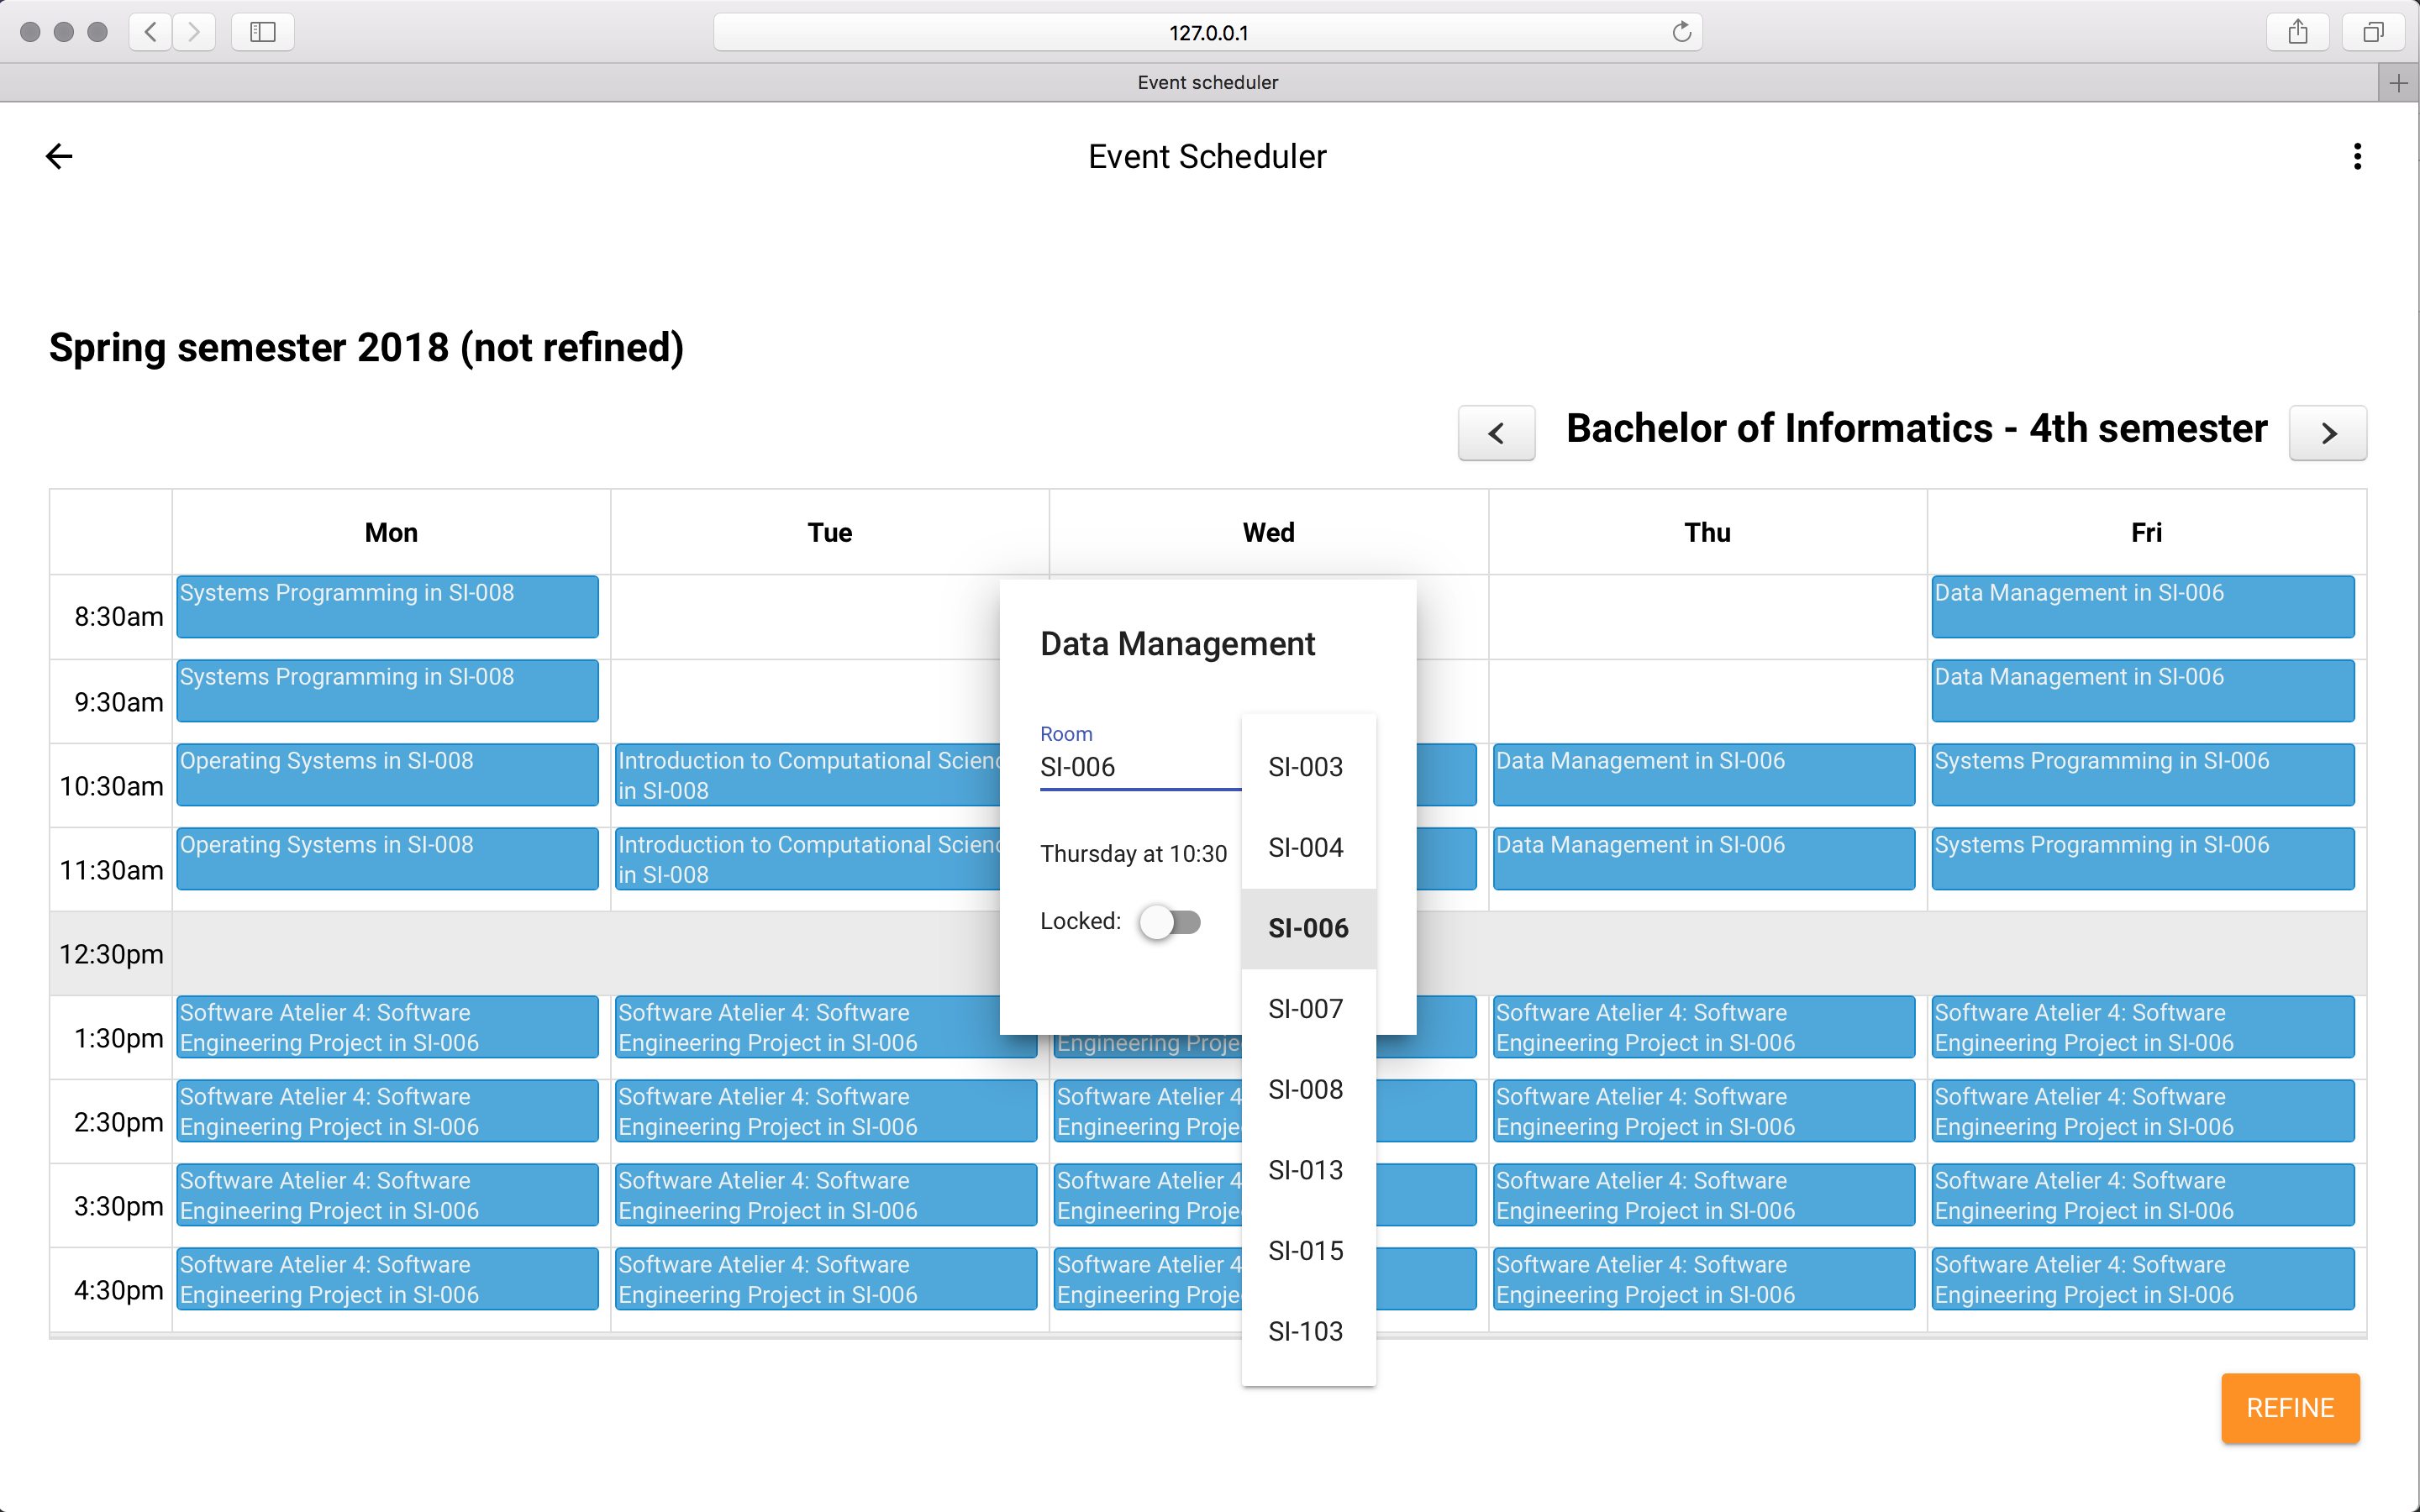 127.0.0.1
Event scheduler
Event Scheduler
Spring semester 2018 (not refined)
Bachelor of Informatics - 4th semester
Mon Tue Wed Thu Fri
8:30am
Systems Programming in SI-008
Data Management in SI-006
9:30am
Systems Programming in SI-008
Data Management in SI-006
10:30am
Operating Systems in SI-008
Introduction to Computational
in SI-008
Data Management in SI-006
Systems Programming in SI-006
11:30am
Operating Systems in SI-008
Introduction to Computational
in SI-008
Data Management in SI-006
Systems Programming in SI-006
12:30pm
1:30pm
Software Atelier 4: Software
Engineering Project in SI-006
Software Atelier 4: Software
Engineering Project in SI-006
Engineering
Software Atelier 4: Software
Engineering Project in SI-006
Software Atelier 4: Software
Engineering Project in SI-006
2:30pm
Software Atelier 4: Software
Engineering Project in SI-006
Software Atelier 4: Software
Engineering Project in SI-006
Software Atelier 4
Engineering
Software Atelier 4: Software
Engineering Project in SI-006
Software Atelier 4: Software
Engineering Project in SI-006
3:30pm
Software Atelier 4: Software
Engineering Project in SI-006
Software Atelier 4: Software
Engineering Project in SI-006
Software Atelier 4
Engineering
Software Atelier 4: Software
Engineering Project in SI-006
Software Atelier 4: Software
Engineering Project in SI-006
4:30pm
Software Atelier 4: Software
Engineering Project in SI-006
Software Atelier 4: Software
Engineering Project in SI-006
Software Atelier 4
Engineering
Software Atelier 4: Software
Engineering Project in SI-006
Software Atelier 4: Software
Engineering Project in SI-006
Data Management
Room
SI-006
Thursday at 10:30
Locked:
SI-003
SI-004
SI-006
SI-007
SI-008
SI-013
SI-015
SI-103
REFINE